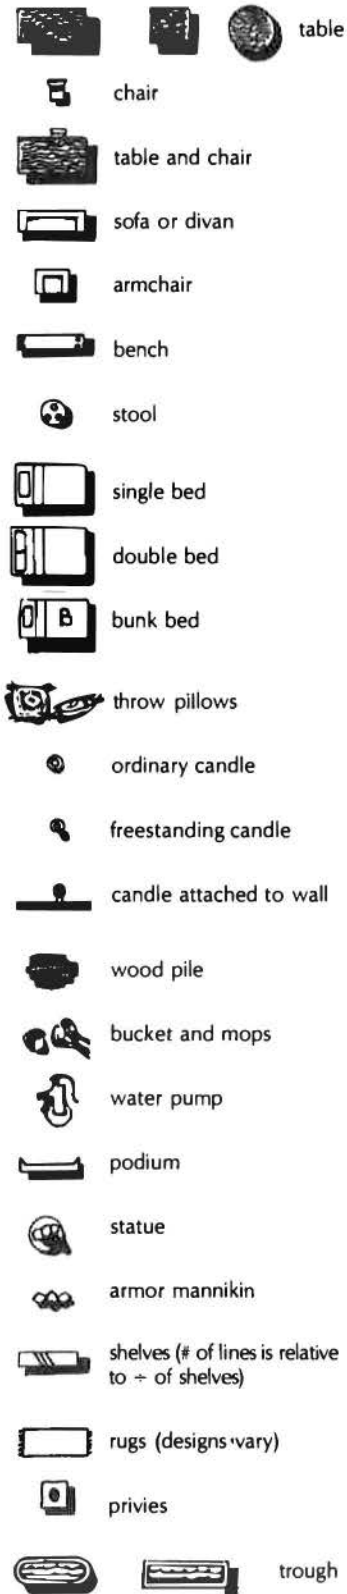 table
chair
table and chair
sofa or divan
armchair
bench
stool
single bed
double bed
B
bunk bed
throw pillows
ordinary candle
freestanding candle
candle attached to wall
wood pile
bucket and mops
water pump
podium
statue
armor mannikin
shelves (# of lines is relative
to ÷ of shelves)
rugs (designs vary)
privies
trough